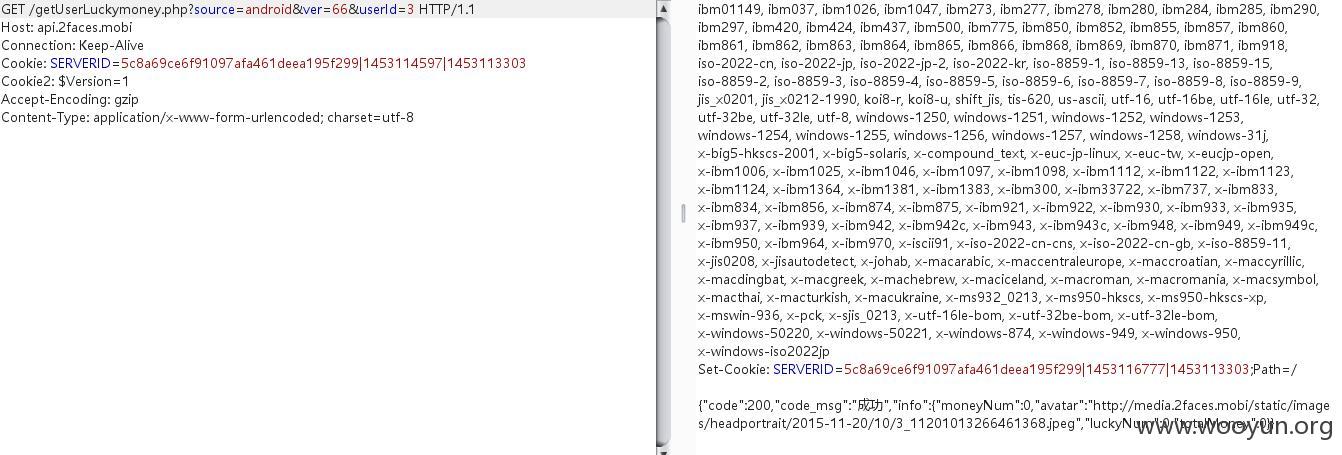 GET /getUserLuckymoney.php?source=android&ver=66&userId=3 HTTP/1.1
Host: api.2faces.mobi
Connection: Keep-Alive
Cookie: SERVERID=5c8a69ce6f91097afa461deea195f299|1453114597|1453113303
Cookie2: $Version=1
Accept-Encoding: gzip
Content-Type: application/x-www-form-urlencoded; charset=utf-8
ibm01149, ibm037, ibm1026, ibm1047, ibm273, ibm277, ibm278, ibm280, ibm284, ibm285, ibm290,
ibm297, ibm420, ibm424, ibm437, ibm500, ibm775, ibm850, ibm852, ibm855, ibm857, ibm860,
ibm861, ibm862, ibm863, ibm864, ibm865, ibm866, ibm868, ibm869, ibm870, ibm871, ibm918,
iso-2022-cn, iso-2022-jp, iso-2022-jp-2, iso-2022-kr, iso-8859-1, iso-8859-13, iso-8859-15,
iso-8859-2, iso-8859-3, iso-8859-4, iso-8859-5, iso-8859-6, iso-8859-7, iso-8859-8, iso-8859-9,
jis_x0201, jis_x0212-1990, koi8-r, koi8-u, shift_jis, tis-620, us-ascii, utf-16, utf-16be, utf-16le, utf-32,
utf-32be, utf-32le, utf-8, windows-1250, windows-1251, windows-1252, windows-1253,
windows-1254, windows-1255, windows-1256, windows-1257, windows-1258, windows-31j,
x-big5-hkscs-2001, x-big5-solaris, x-compound_text, x-euc-jp-linux, x-euc-tw, x-eucjp-open,
x-ibm1006, x-ibm1025, x-ibm1046, x-ibm1097, x-ibm1098, x-ibm1112, x-ibm1122, x-ibm1123,
x-ibm1124, x-ibm1364, x-ibm1381, x-ibm1383, x-ibm300, x-ibm33722, x-ibm737, x-ibm833,
x-ibm834, x-ibm856, x-ibm874, x-ibm875, x-ibm921, x-ibm922, x-ibm930, x-ibm933, x-ibm935,
x-ibm937, x-ibm939, x-ibm942, x-ibm942c, x-ibm943, x-ibm943c, x-ibm948, x-ibm949, x-ibm949c,
x-ibm950, x-ibm964, x-ibm970, x-iscii91, x-iso-2022-cn-cns, x-iso-2022-cn-gb, x-iso-8859-11,
x-jis0208, x-jisautodetect, x-johab, x-macarabic, x-maccentraleurope, x-maccroatian, x-maccyrillic,
x-macdingbat, x-macgreek, x-machebrew, x-maciceland, x-macroman, x-macromania, x-macsymbol,
x-macthai, x-macturkish, x-macukraine, x-ms932_0213, x-ms950-hkscs, x-ms950-hkscs-xp,
x-mswin-936, x-pck, x-sjis_0213, x-utf-16le-bom, x-utf-32be-bom, x-utf-32le-bom,
x-windows-50220, x-windows-50221, x-windows-874, x-windows-949, x-windows-950,
x-windows-iso2022jp
Set-Cookie: SERVERID=5c8a69ce6f91097afa461deea195f299|1453116777|1453113303;Path=/
{"code":200,"code_msg":"成功","info":{"moneyNum":0,"avatar":"http://media.2faces.mobi/static/image
s/headportrait/2015-11-20/10/3_11201013266461368.jpeg","luckyNum":0,"totalMoney":0}}
www.wooyun.org